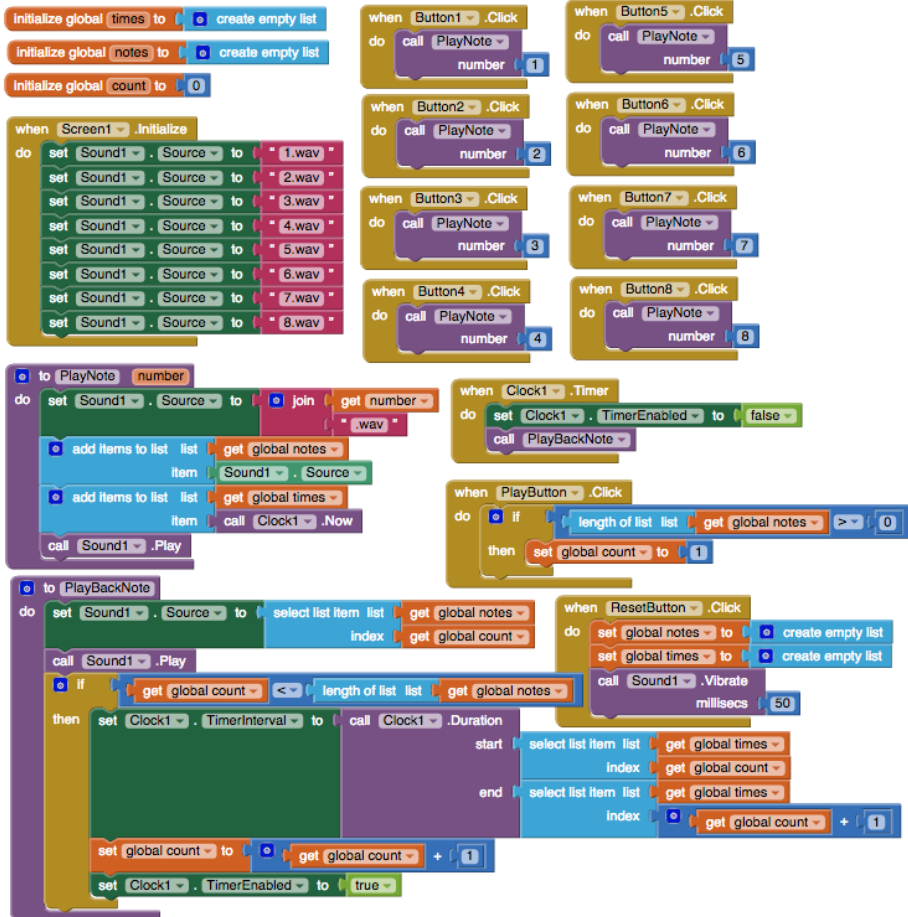 initialize global times to create empty list
initialize global notes to create empty list
initialize global count to 0
when Screen1 .Initialize
do set Sound1 . Source to " 1.wav "
set Sound1 . Source to " 2.wav "
set Sound1 . Source to " 3.wav "
set Sound1 . Source to " 4.wav "
set Sound1 . Source to " 5.wav "
set Sound1 . Source to " 6.wav "
set Sound1 . Source to " 7.wav "
set Sound1 . Source to " 8.wav "
when Button1 .Click
do call PlayNote
number 1
when Button2 .Click
do call PlayNote
number 2
when Button3 .Click
do call PlayNote
number 3
when Button4 .Click
do call PlayNote
number 4
when Button5 .Click
do call PlayNote
number 5
when Button6 .Click
do call PlayNote
number 6
when Button7 .Click
do call PlayNote
number 7
when Button8 .Click
do call PlayNote
number 8
to PlayNote number
do set Sound1 . Source to join get number
" .wav "
add items to list list get global notes
item Sound1 . Source
add items to list list get global times
item call Clock1 .Now
call Sound1 .Play
when Clock1 .Timer
do set Clock1 . TimerEnabled to false
call PlayBackNote
when PlayButton .Click
do if length of list list get global notes > 0
then set global count to 1
to PlayBackNote
do set Sound1 . Source to select list item list get global notes
index get global count
call Sound1 .Play
if get global count < length of list list get global notes
then set Clock1 . TimerInterval to call Clock1 .Duration
start select list item list get global times
index get global count
end select list item list get global times
index get global count + 1
set global count to get global count + 1
set Clock1 . TimerEnabled to true
when ResetButton .Click
do set global notes to create empty list
set global times to create empty list
call Sound1 .Vibrate
millisecs 50